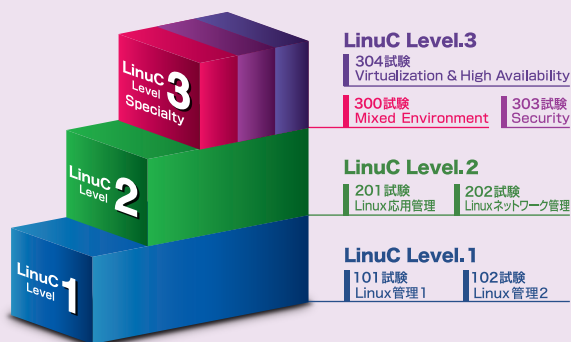 LinuC
Level 3
Specialty
LinuC
Level 2
LinuC
Level 1
LinuC Level.3
304試験
Virtualization & High Availability
300試験
Mixed Environment
303試験
Security
LinuC Level.2
201試験
Linux応用管理
202試験
Linuxネットワーク管理
LinuC Level.1
101試験
Linux管理1
102試験
Linux管理2